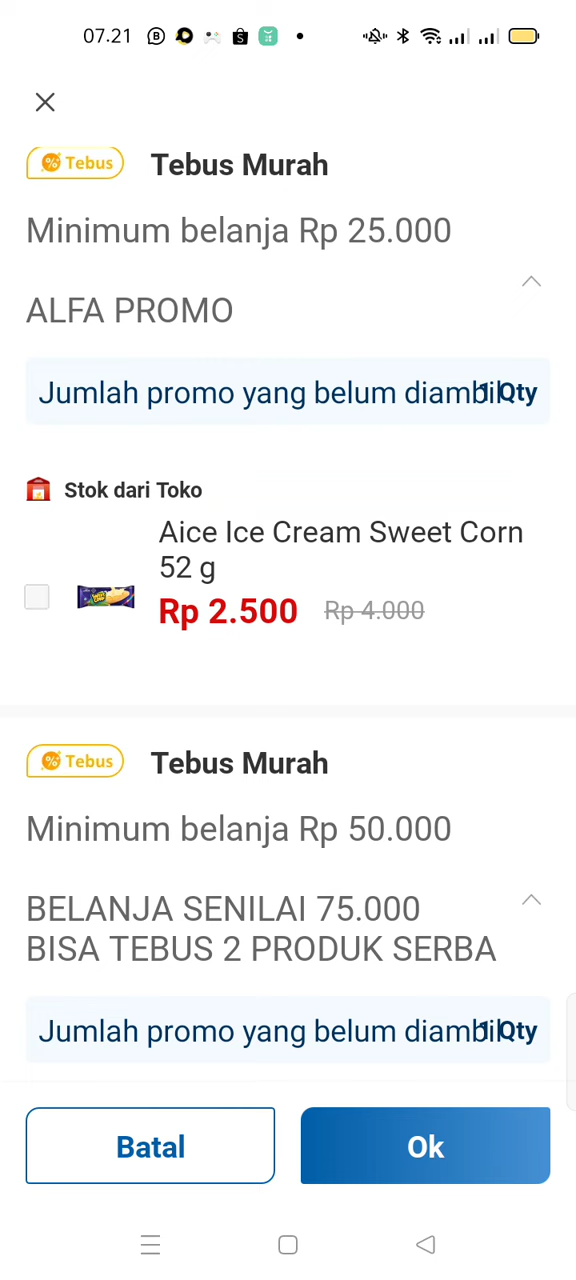 07.21
Tebus
Tebus Murah
Minimum belanja Rp 25.000
ALFA PROMO
Jumlah promo yang belum diambil
1 Qty
Stok dari Toko
Aice Ice Cream Sweet Corn
52 g
Rp 2.500 Rp 4.000
Tebus
Tebus Murah
Minimum belanja Rp 50.000
BELANJA SENILAI 75.000
BISA TEBUS 2 PRODUK SERBA
Jumlah promo yang belum diambil
1 Qty
Batal
Ok